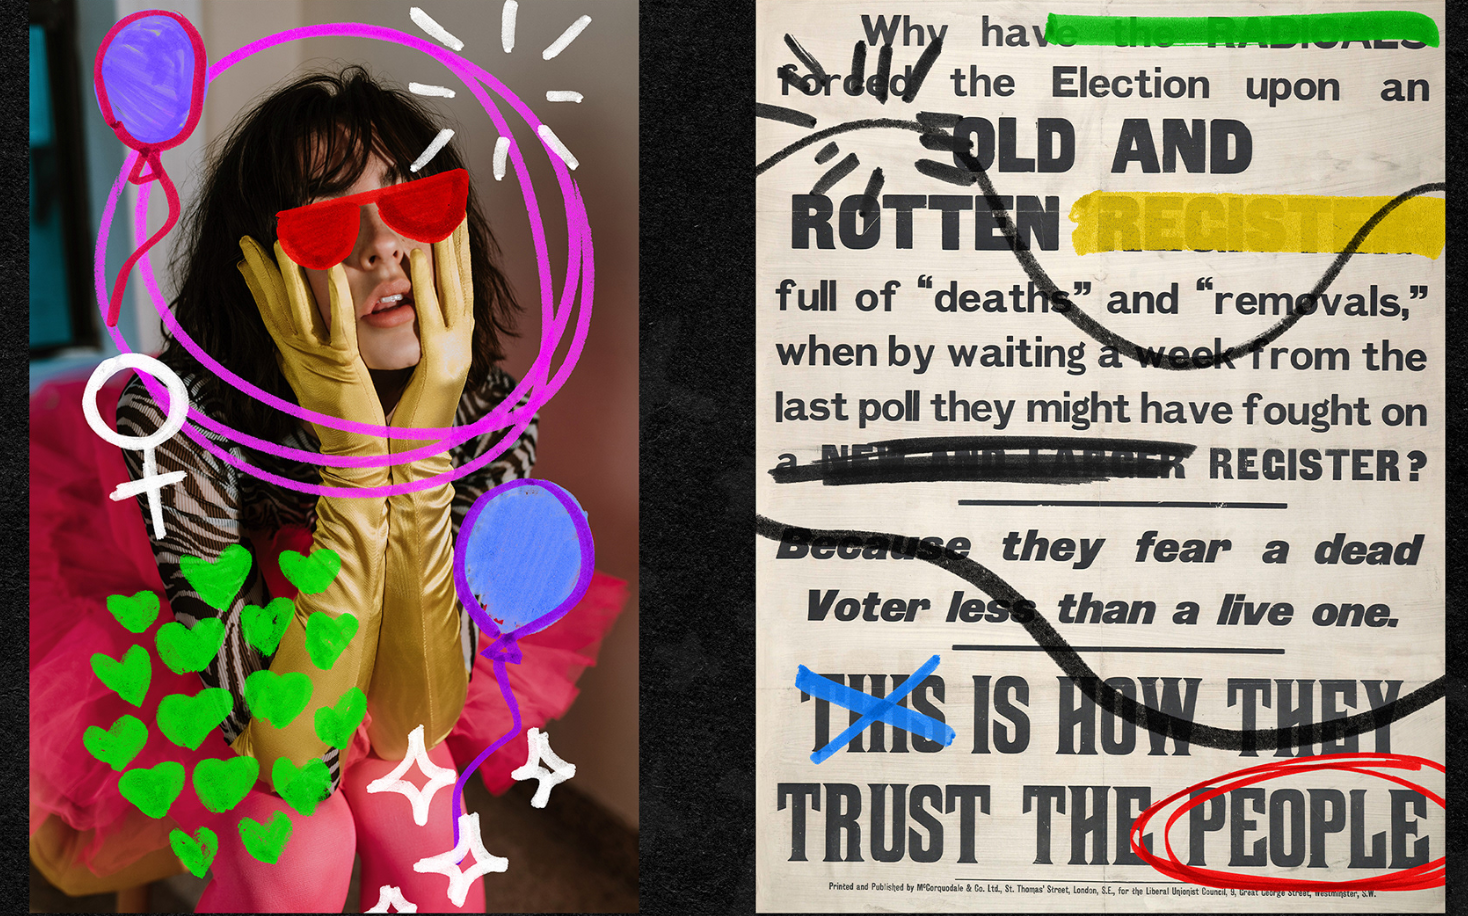 Why have the RADICALS
forced the Election upon an
OLD AND
ROTTEN REGISTER
full of “deaths” and “removals,”
when by waiting a week from the
last poll they might have fought on
a NEW AND LARGER REGISTER?
Because they fear a dead
Voter less than a live one.
THIS IS HOW THEY
TRUST THE PEOPLE
Printed and Published by McCorquodale & Co. Ltd., St. Thomas' Street, London, S.E., for the Liberal Unionist Council, 9, Great George Street, Westminster, S.W.